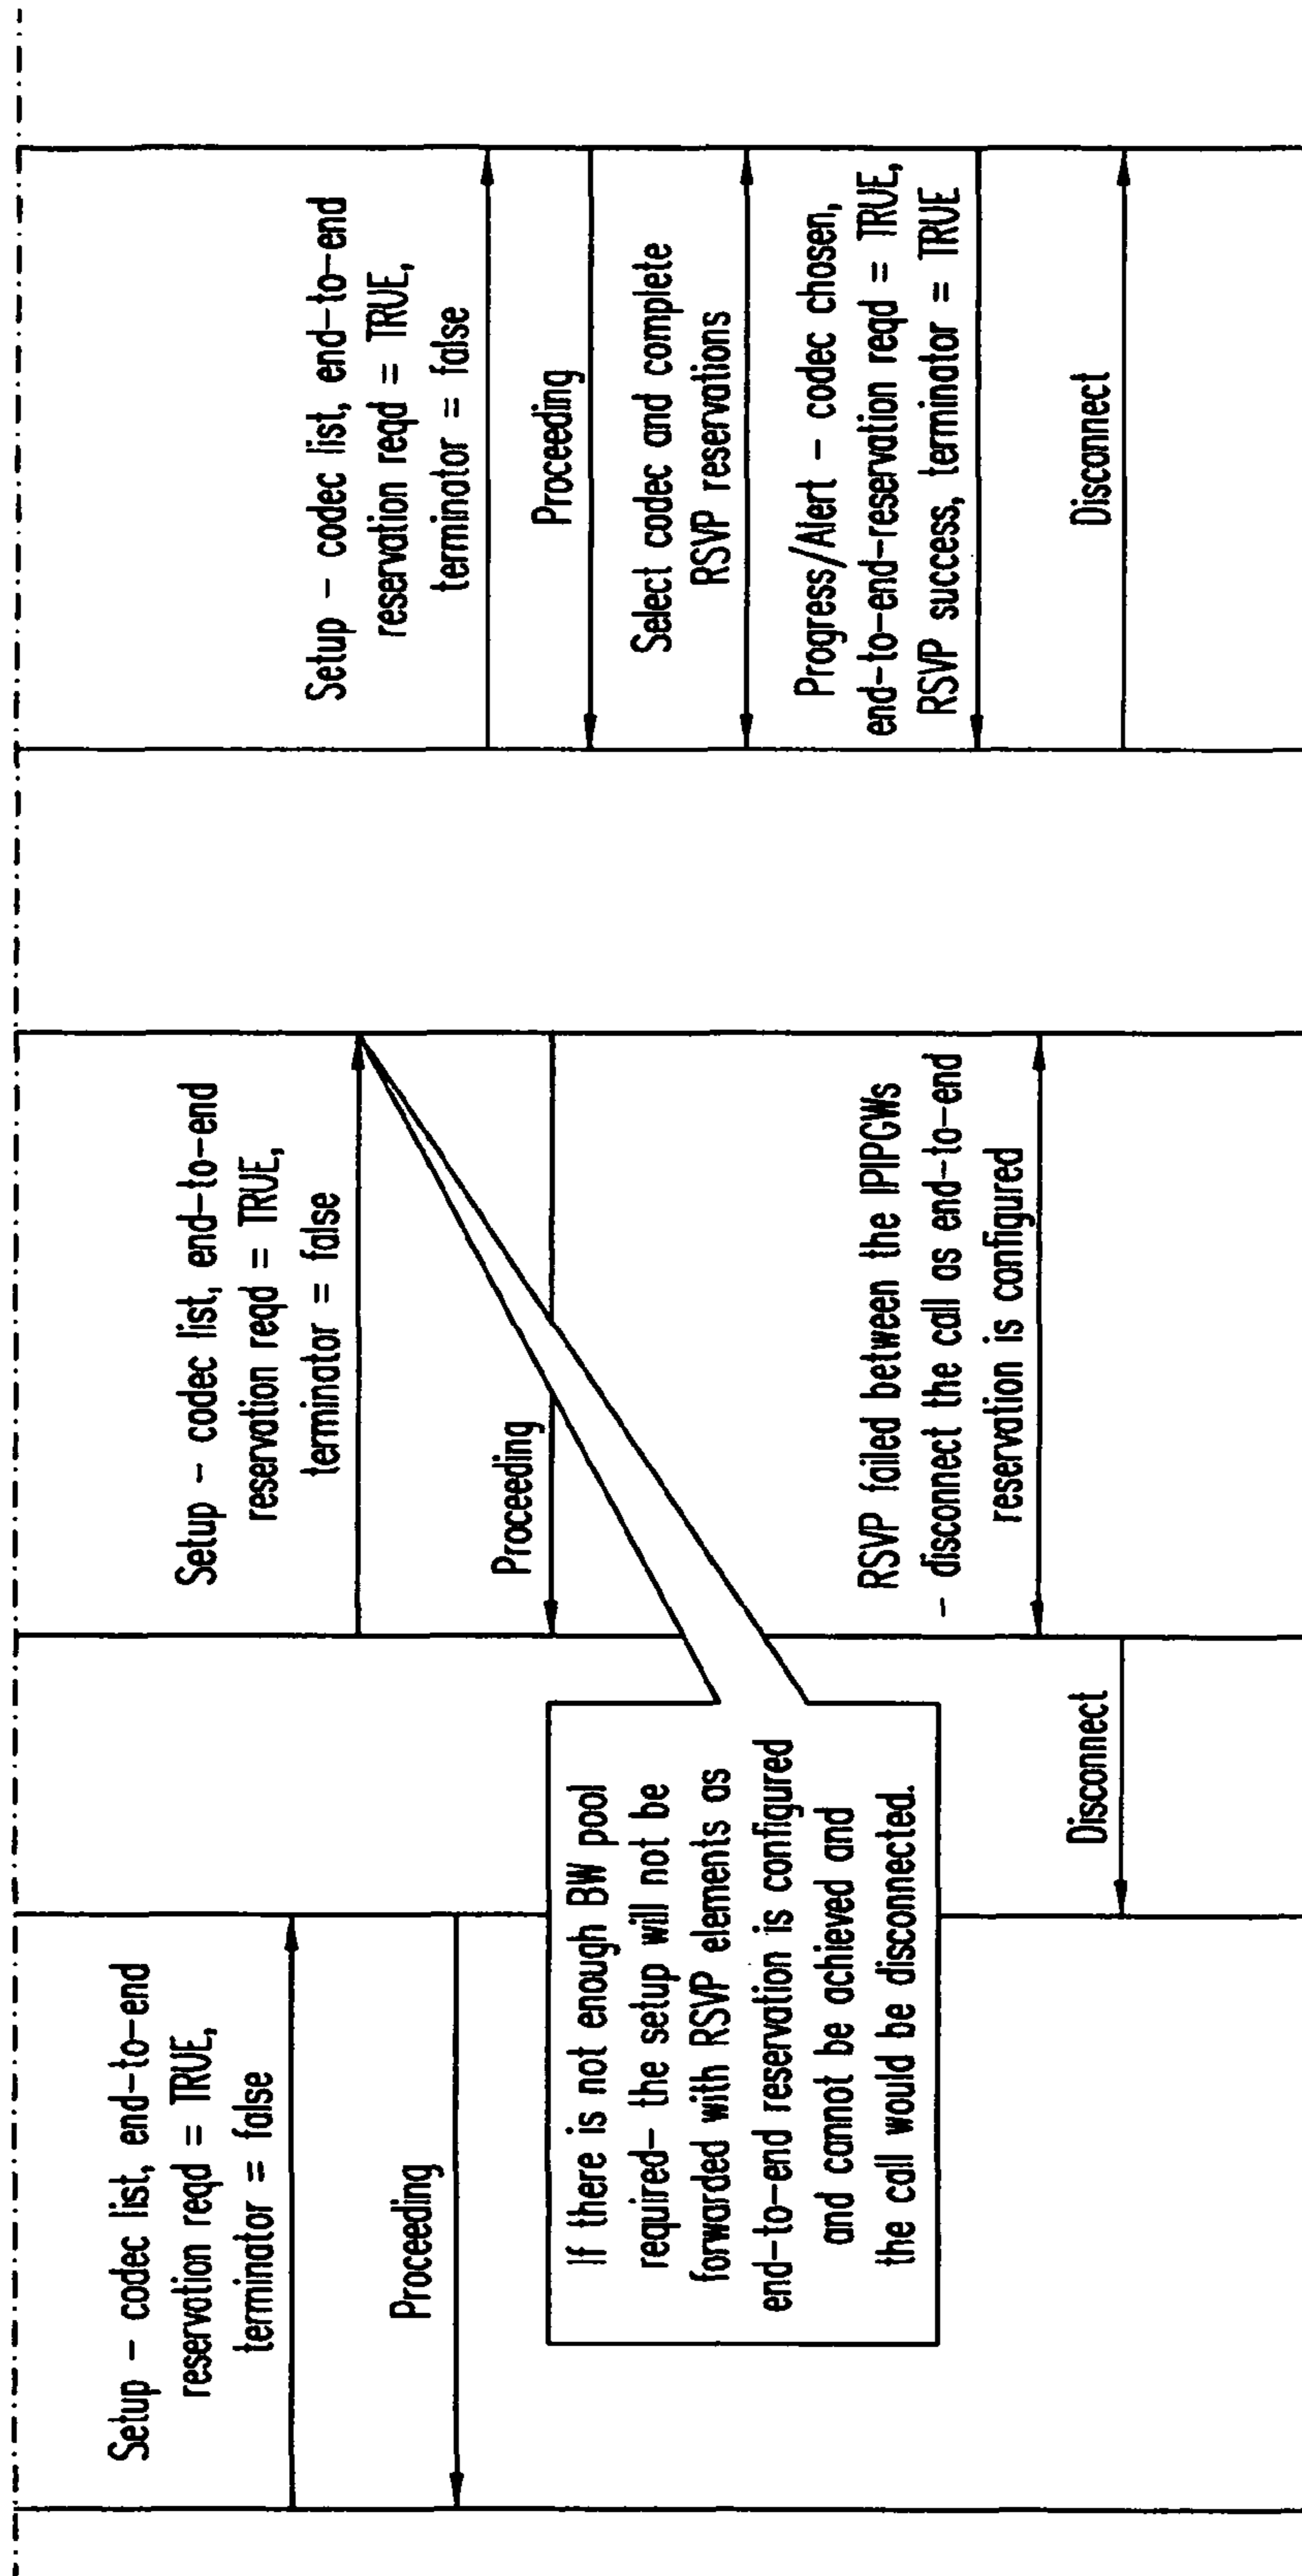 Setup – codec list, end-to-end
reservation reqd = TRUE,
terminator = false
Proceeding
If there is not enough BW pool
required- the setup will not be
forwarded with RSVP elements as
end-to-end reservation is configured
and cannot be achieved and
the call would be disconnected.
Disconnect
Setup – codec list, end-to-end
reservation reqd = TRUE,
terminator = false
Proceeding
RSVP failed between the IPIPGWs
- disconnect the call as end-to-end
reservation is configured
Setup – codec list, end-to-end
reservation reqd = TRUE,
terminator = false
Proceeding
Select codec and complete
RSVP reservations
Progress/Alert – codec chosen,
end-to-end-reservation reqd = TRUE,
RSVP success, terminator = TRUE
Disconnect